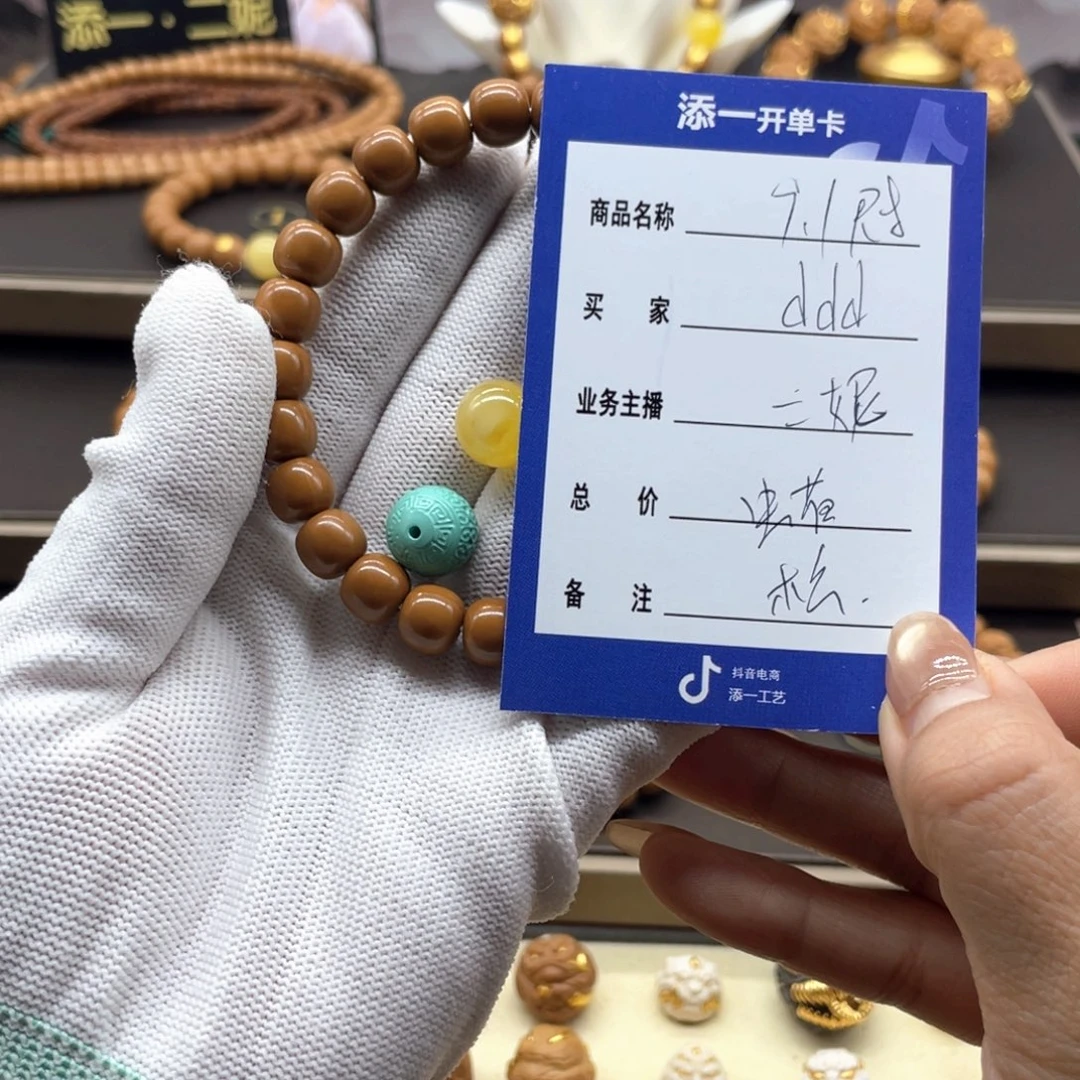 添一·二妮
添一开单卡
商品名称 9.1
买家 ddd
业务主播 二妮
总价
备注
抖音电商
添一工艺